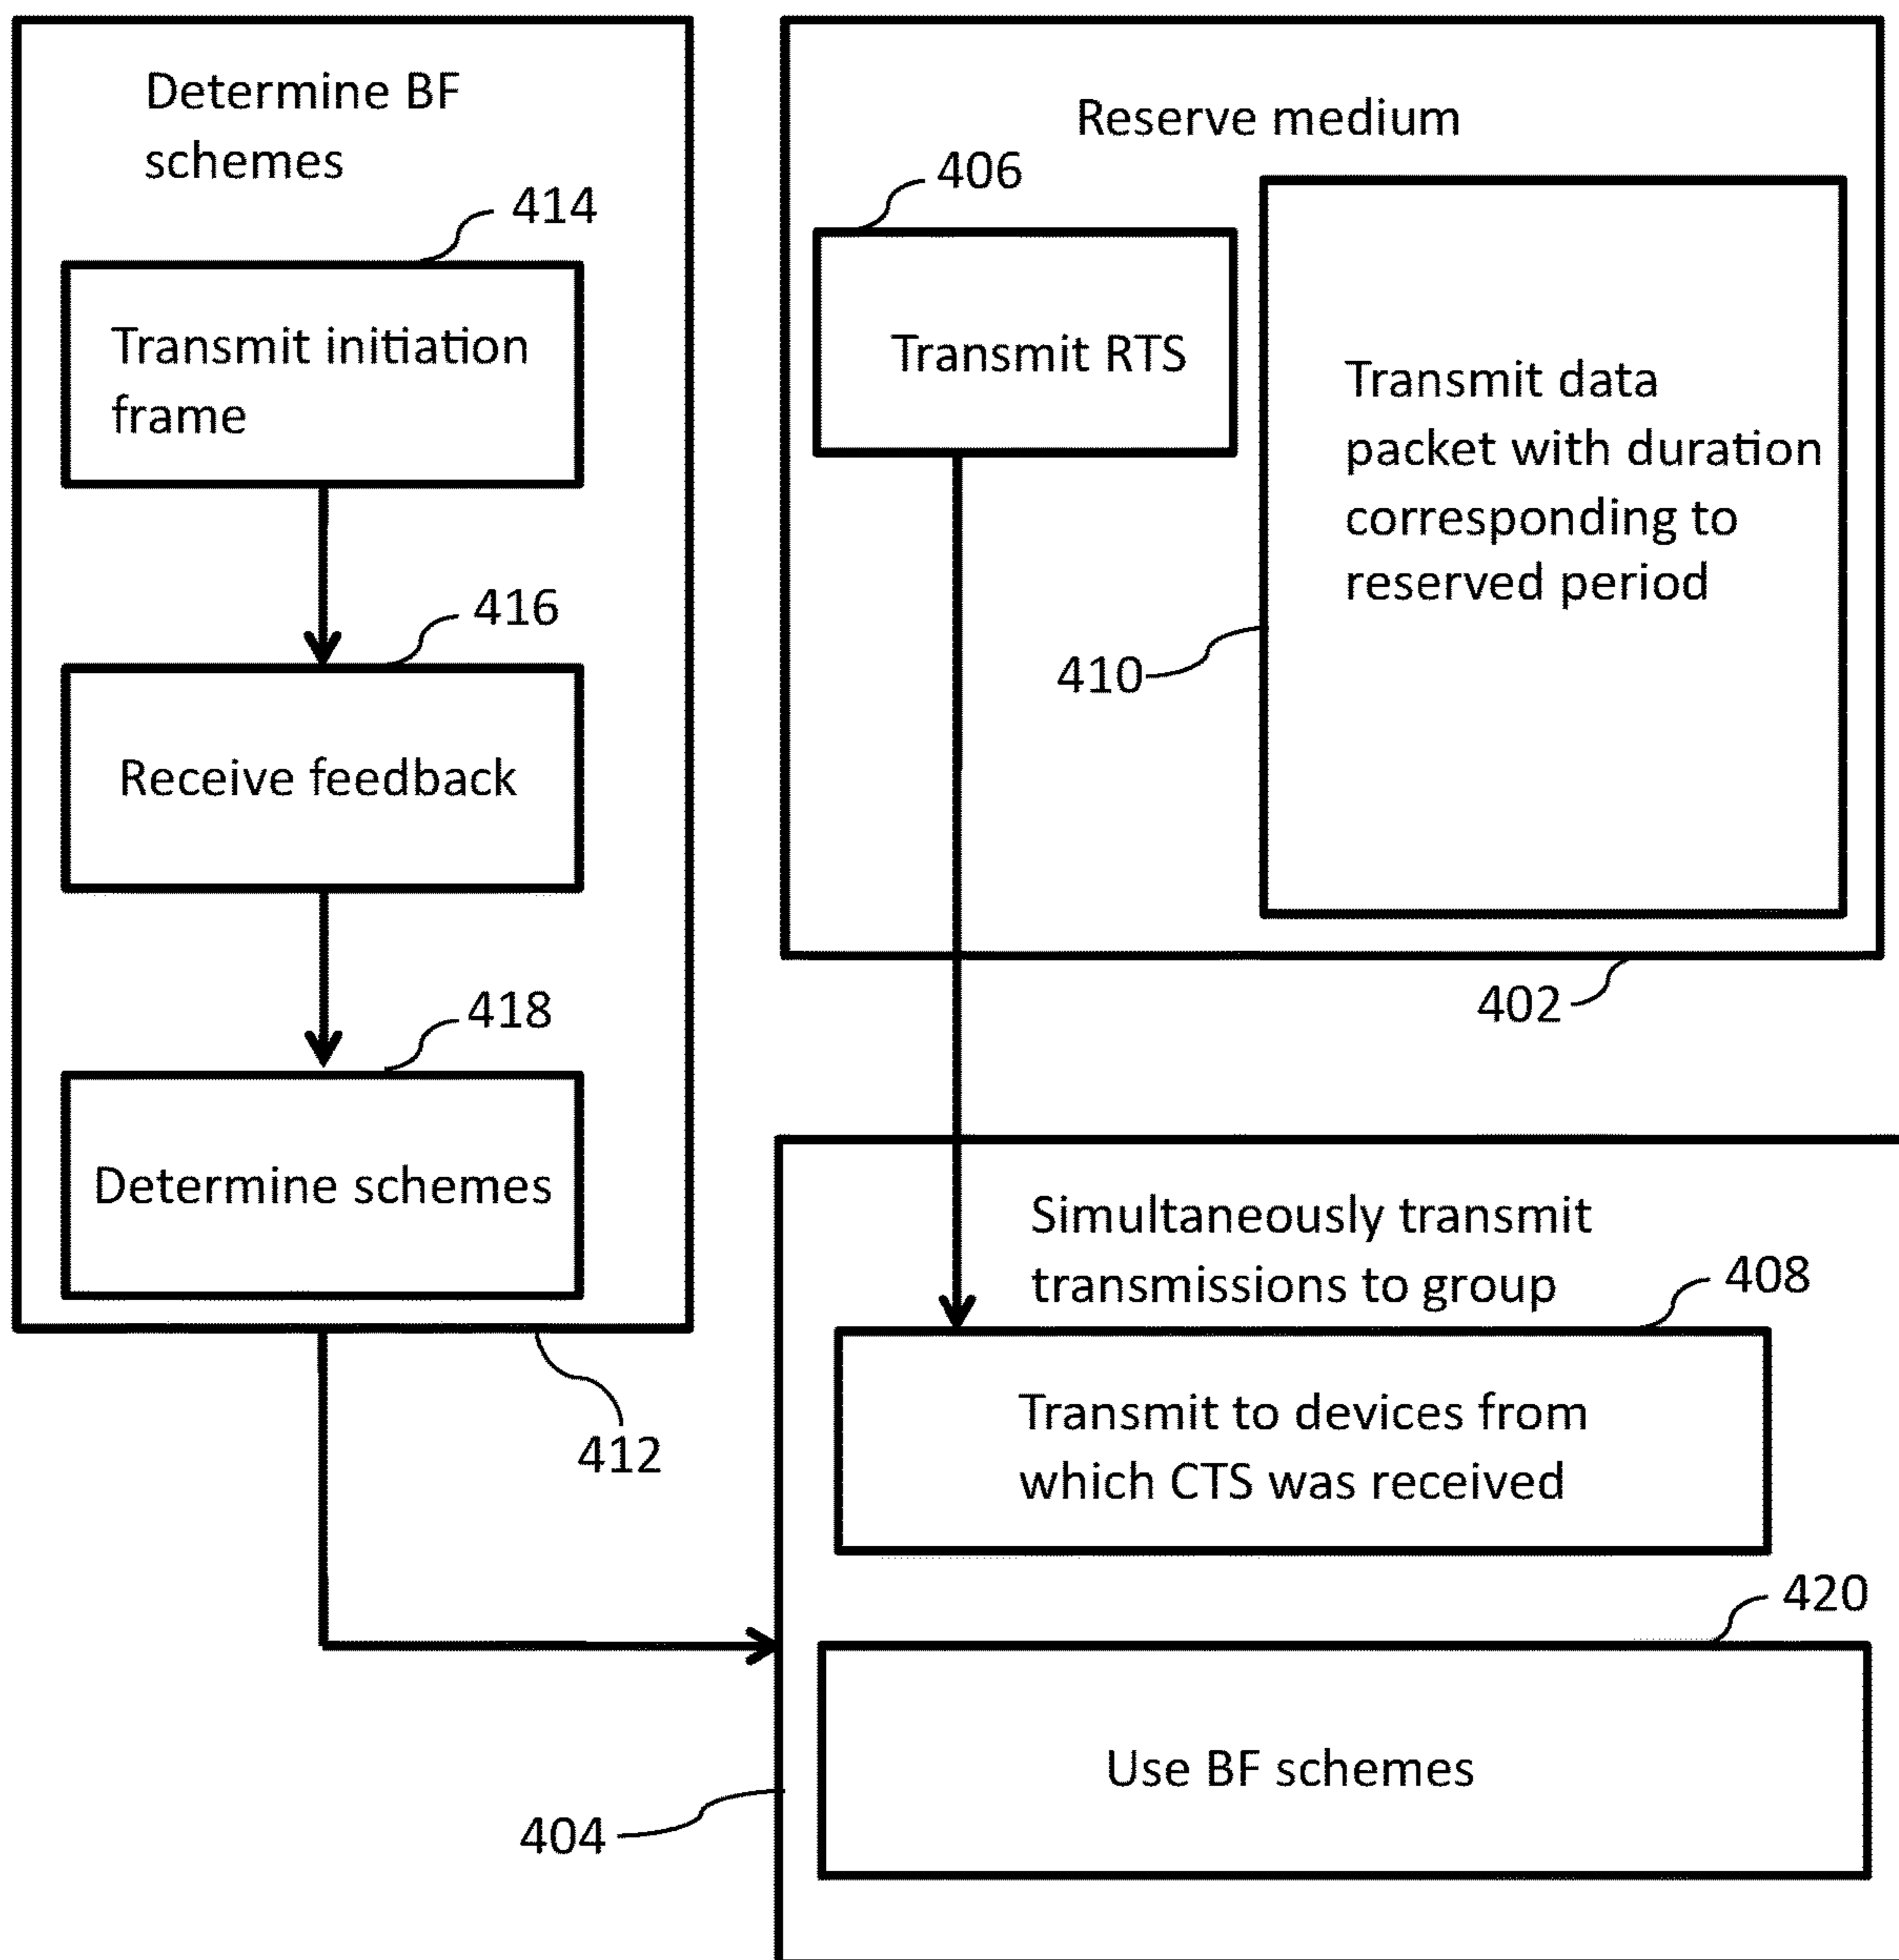 Determine BF
schemes
414
Transmit initiation
frame
416
Receive feedback
418
Determine schemes
412
Reserve medium
406
Transmit RTS
Transmit data
packet with duration
corresponding to
reserved period
410
402
Simultaneously transmit
transmissions to group
408
Transmit to devices from
which CTS was received
420
Use BF schemes
404